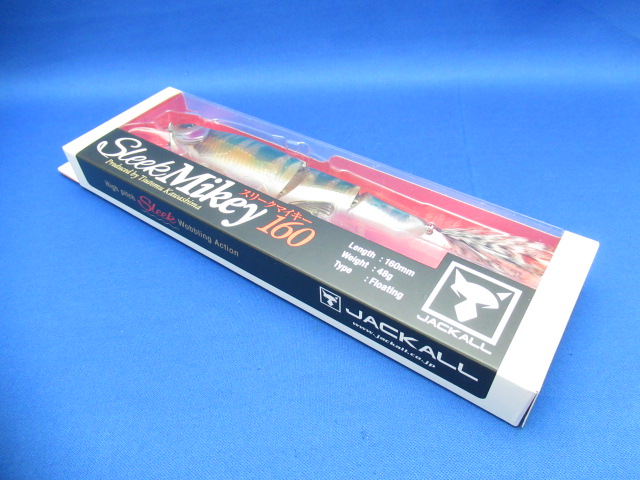 Sleek Mikey
Produced by Tsutomu Kawashima
スリークマイキー
160
Length : 160mm
Weight : 48g
Type : Floating
JACKALL
High pitch Sleek Wobbling Action
JACKALL
www.jackall.co.jp